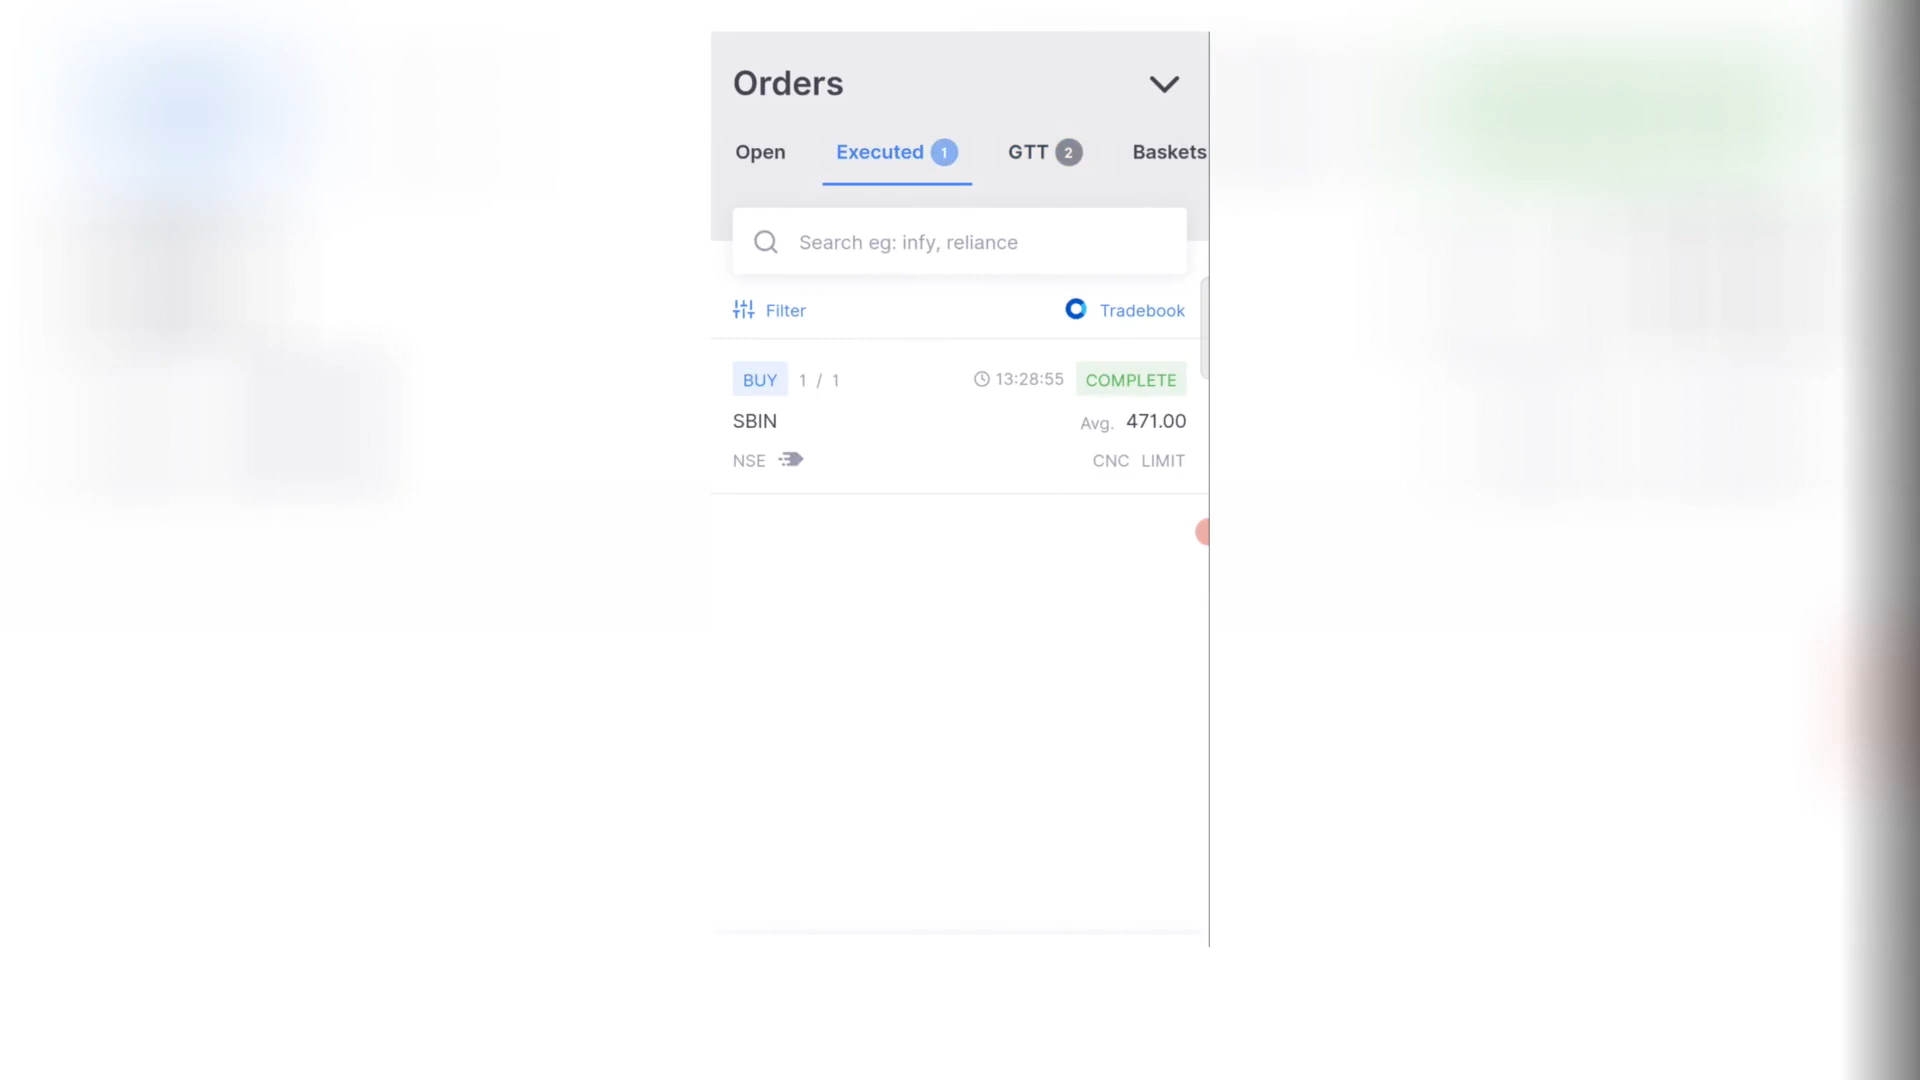 Orders
Open Executed 1 GTT 2 Baskets
Search eg: infy, reliance
Filter Tradebook
BUY 1 / 1 13:28:55 COMPLETE
SBIN Avg. 471.00
NSE CNC LIMIT